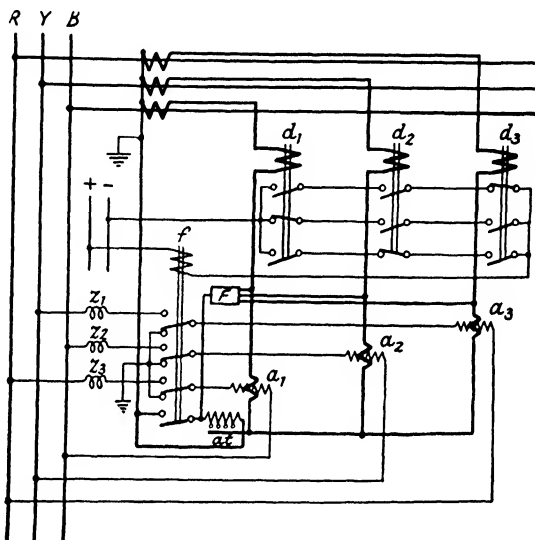 R Y B
d₁ d₂ d₃
+ -
f
F
Z₁
Z₂
Z₃
a₃
a₂
a₁
at
R Y B